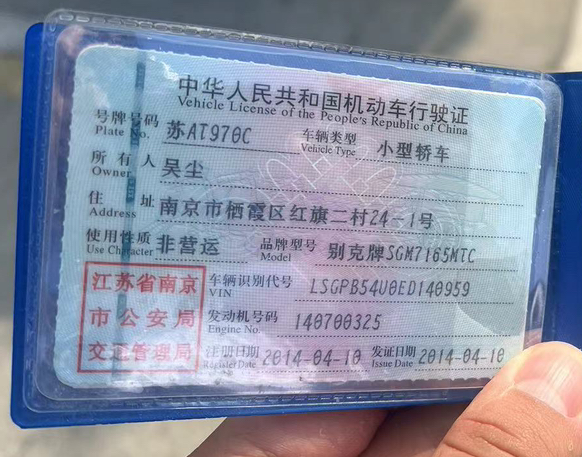 中华人民共和国机动车行驶证
Vehicle License of the People's Republic of China
号牌号码 苏AT970C 车辆类型 小型轿车
Plate No. Vehicle Type
所有人 吴尘
Owner
住址 南京市栖霞区红旗二村24-1号
Address
使用性质 非营运 品牌型号 别克牌SGM7165MTC
Use Character Model
江苏省南京
市公安局
交通管理局
车辆识别代号 LSGPB54U0ED140959
VIN
发动机号码 140700325
Engine No.
注册日期 2014-04-10 发证日期 2014-04-10
Register Date Issue Date